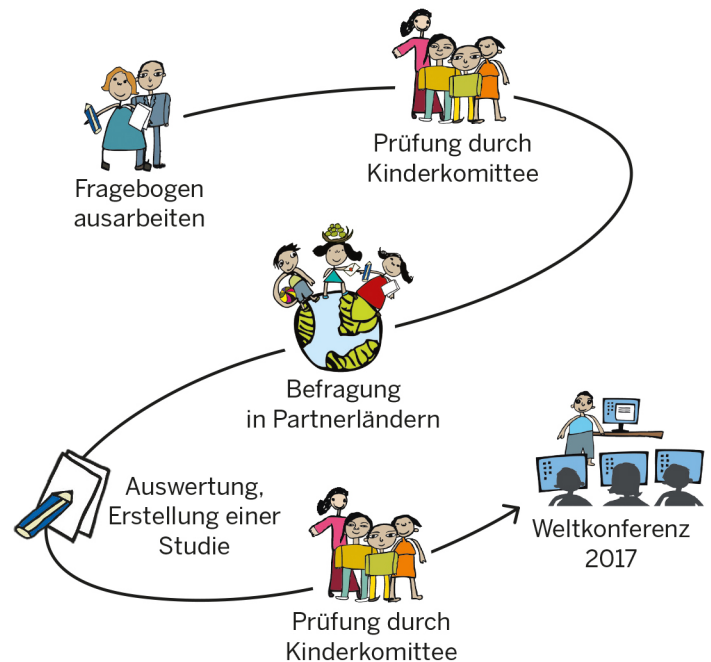 Fragebogen
ausarbeiten
Prüfung durch
Kinderkomittee
Befragung
in Partnerländern
Auswertung,
Erstellung einer
Studie
Prüfung durch
Kinderkomittee
Weltkonferenz
2017